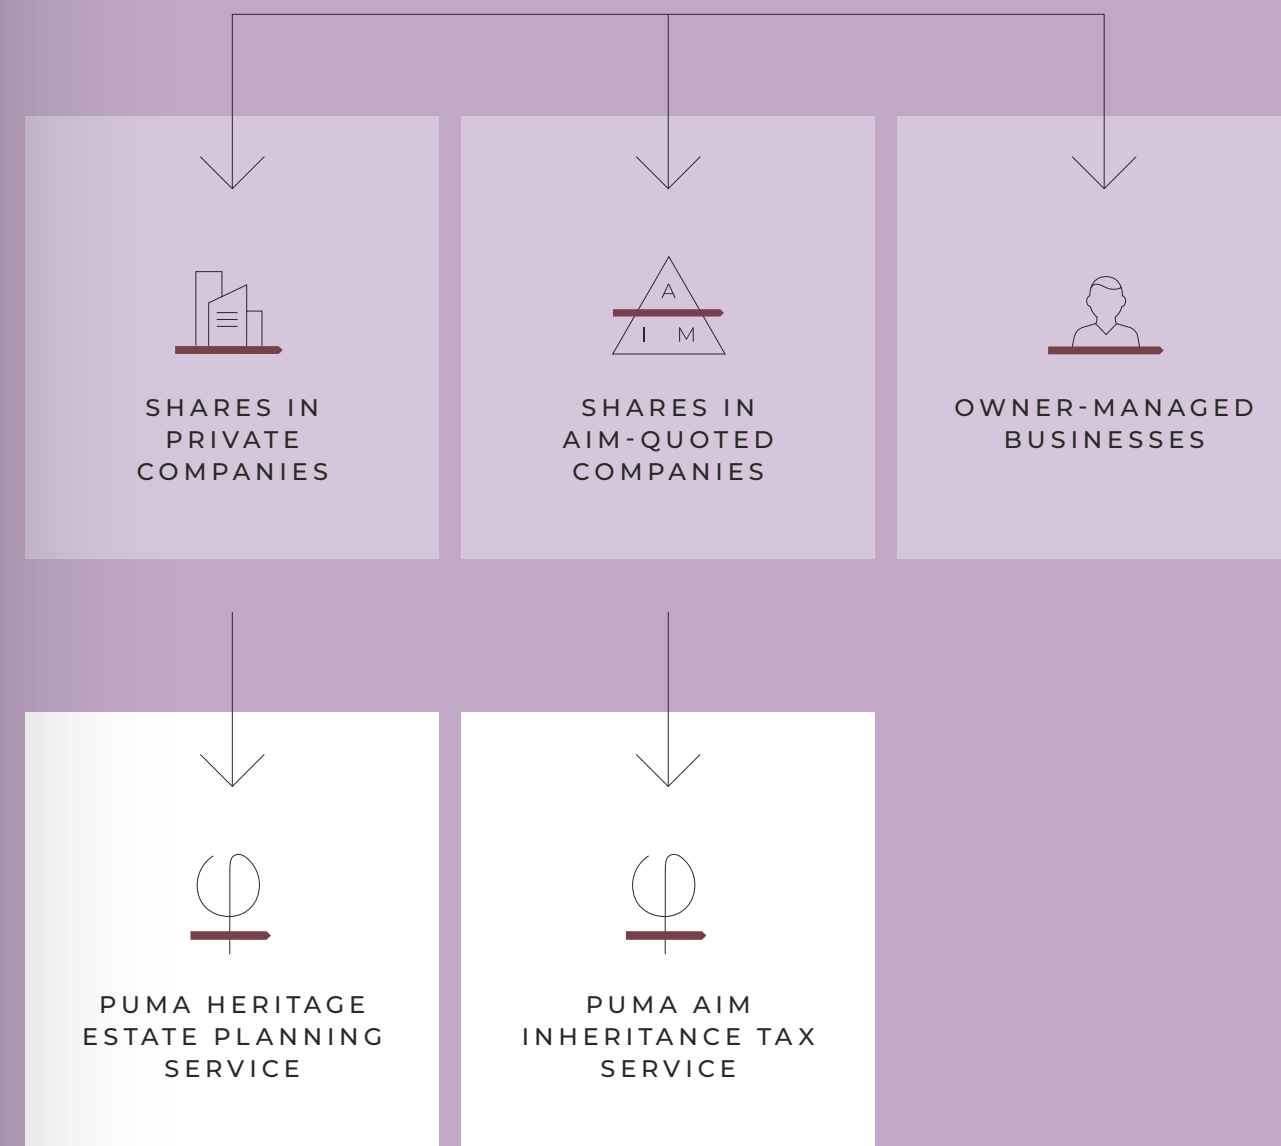 A
I M
SHARES IN
PRIVATE
COMPANIES
SHARES IN
AIM-QUOTED
COMPANIES
OWNER-MANAGED
BUSINESSES
PUMA HERITAGE
ESTATE PLANNING
SERVICE
PUMA AIM
INHERITANCE TAX
SERVICE